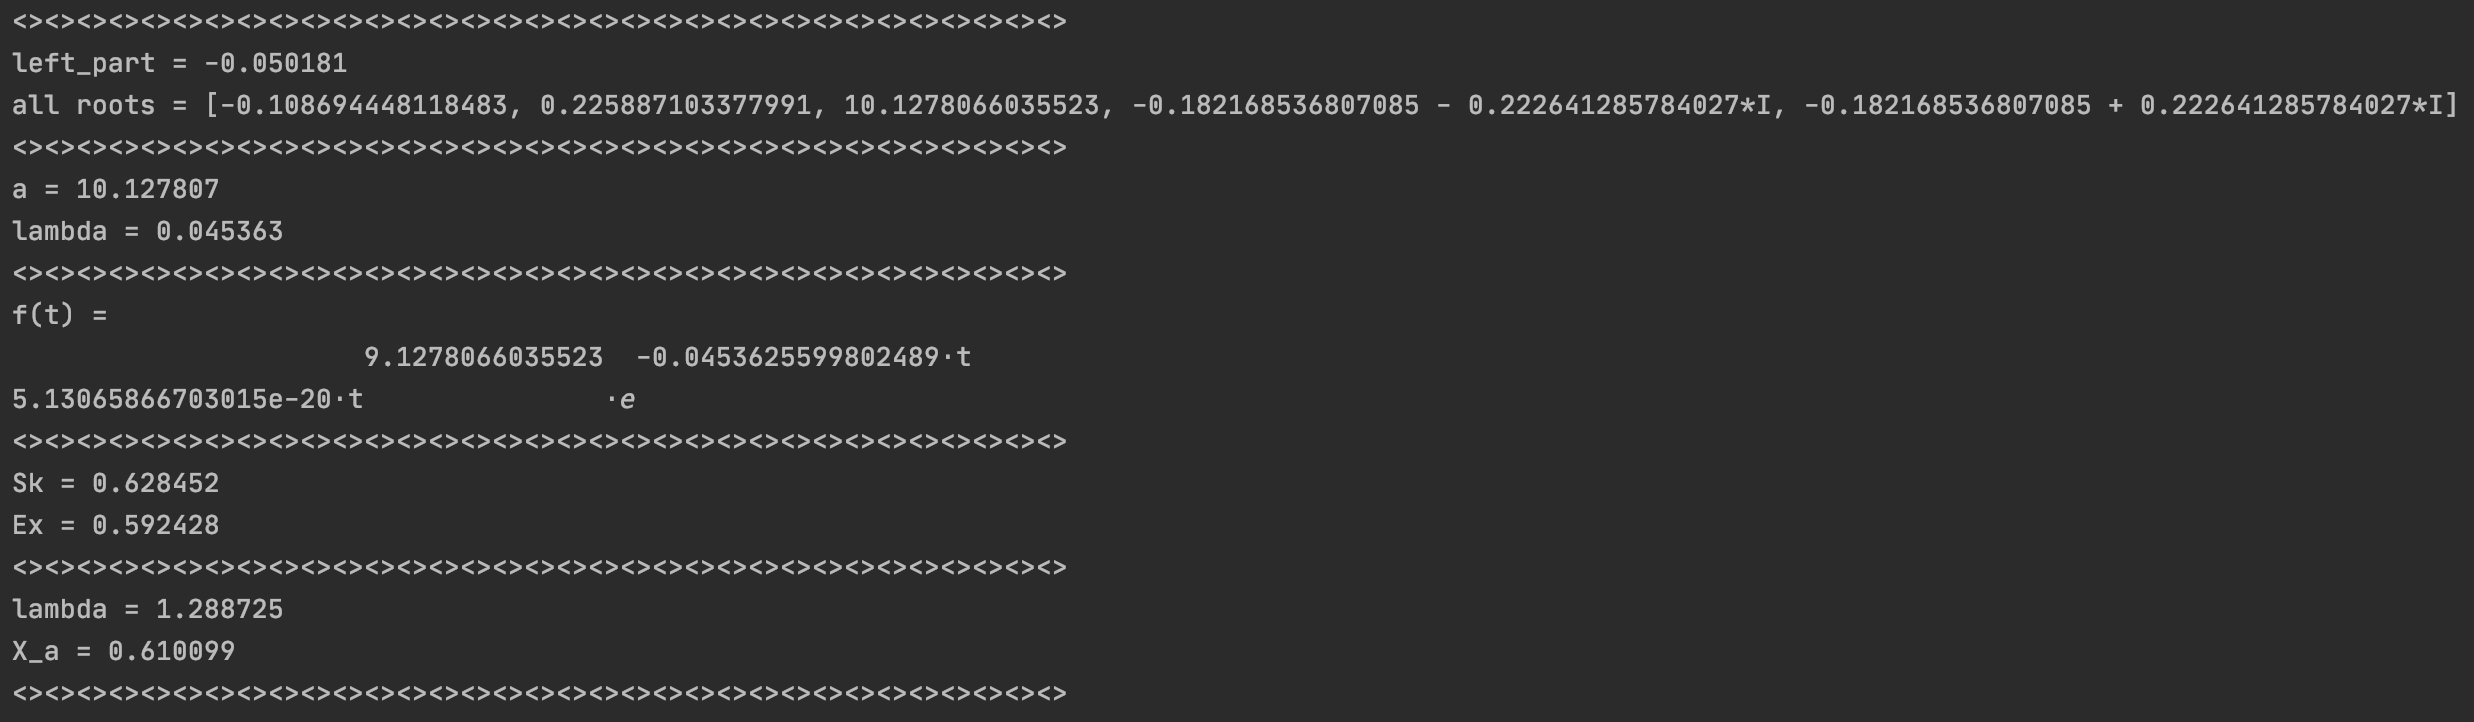 <><><><><><><><><><><><><><><><><><><><><><><><><><><><><><><><><>
left_part = -0.050181
all roots = [-0.108694448118483, 0.225887103377991, 10.1278066035523, -0.182168536807085 - 0.222641285784027*I, -0.182168536807085 + 0.222641285784027*I]
<><><><><><><><><><><><><><><><><><><><><><><><><><><><><><><><><>
a = 10.127807
lambda = 0.045363
<><><><><><><><><><><><><><><><><><><><><><><><><><><><><><><><><>
f(t) =
                      9.1278066035523  -0.0453625599802489⋅t
5.13065866703015e-20⋅t               ⋅ℯ
<><><><><><><><><><><><><><><><><><><><><><><><><><><><><><><><><>
Sk = 0.628452
Ex = 0.592428
<><><><><><><><><><><><><><><><><><><><><><><><><><><><><><><><><>
lambda = 1.288725
X_a = 0.610099
<><><><><><><><><><><><><><><><><><><><><><><><><><><><><><><><><>